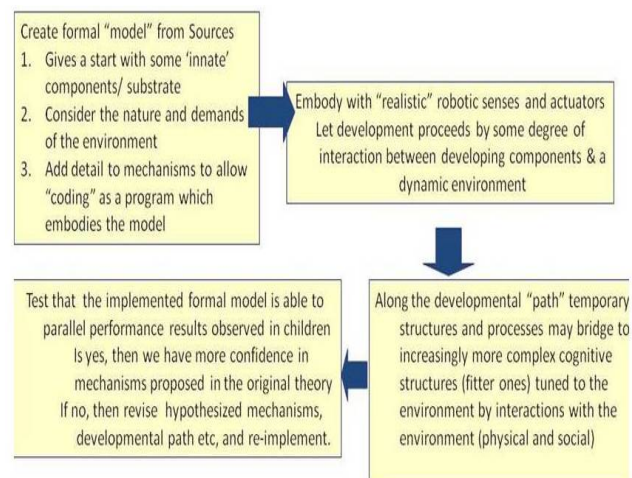 Create formal “model” from Sources
1. Gives a start with some ‘innate’
components/ substrate
2. Consider the nature and demands
of the environment
3. Add detail to mechanisms to allow
“coding” as a program which
embodies the model
Embody with “realistic” robotic senses and actuators
Let development proceeds by some degree of
interaction between developing components & a
dynamic environment
Along the developmental “path” temporary
structures and processes may bridge to
increasingly more complex cognitive
structures (fitter ones) tuned to the
environment by interactions with the
environment (physical and social)
Test that the implemented formal model is able to
parallel performance results observed in children
Is yes, then we have more confidence in
mechanisms proposed in the original theory
If no, then revise hypothesized mechanisms,
developmental path etc, and re-implement.